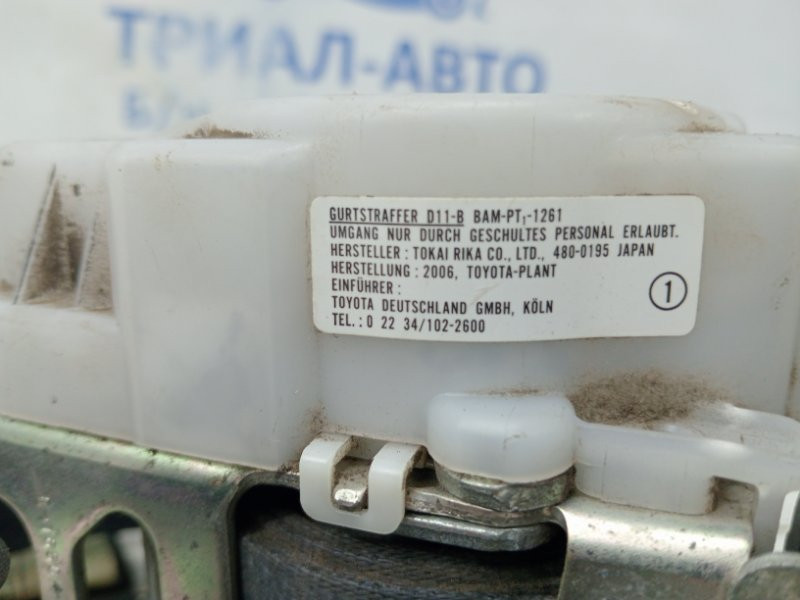 ТРИАЛ-АВТО
Б/У
GURTSTRAFFER D11-B BAM-PT₁-1261
UMGANG NUR DURCH GESCHULTES PERSONAL ERLAUBT.
HERSTELLER : TOKAI RIKA CO., LTD., 480-0195 JAPAN
HERSTELLUNG : 2006, TOYOTA-PLANT
EINFÜHRER :
TOYOTA DEUTSCHLAND GMBH, KÖLN
TEL. : 0 22 34/102-2600
1